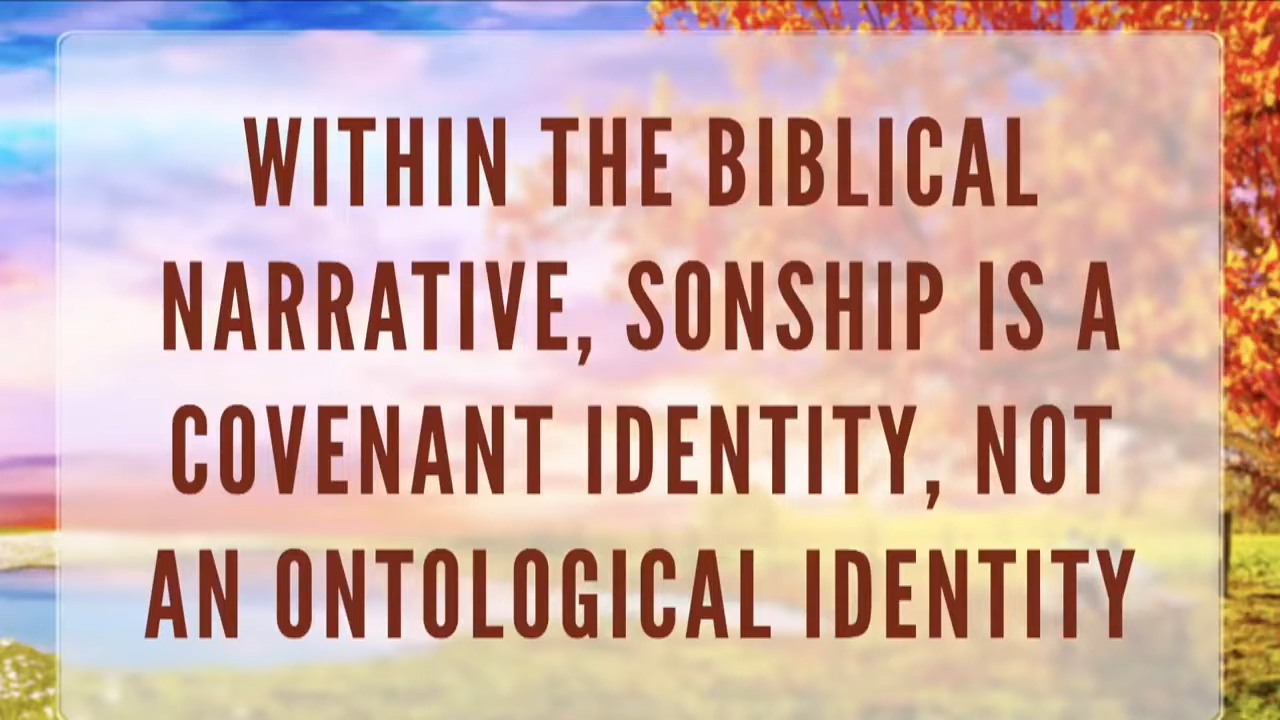 WITHIN THE BIBLICAL
NARRATIVE, SONSHIP IS A
COVENANT IDENTITY, NOT
AN ONTOLOGICAL IDENTITY